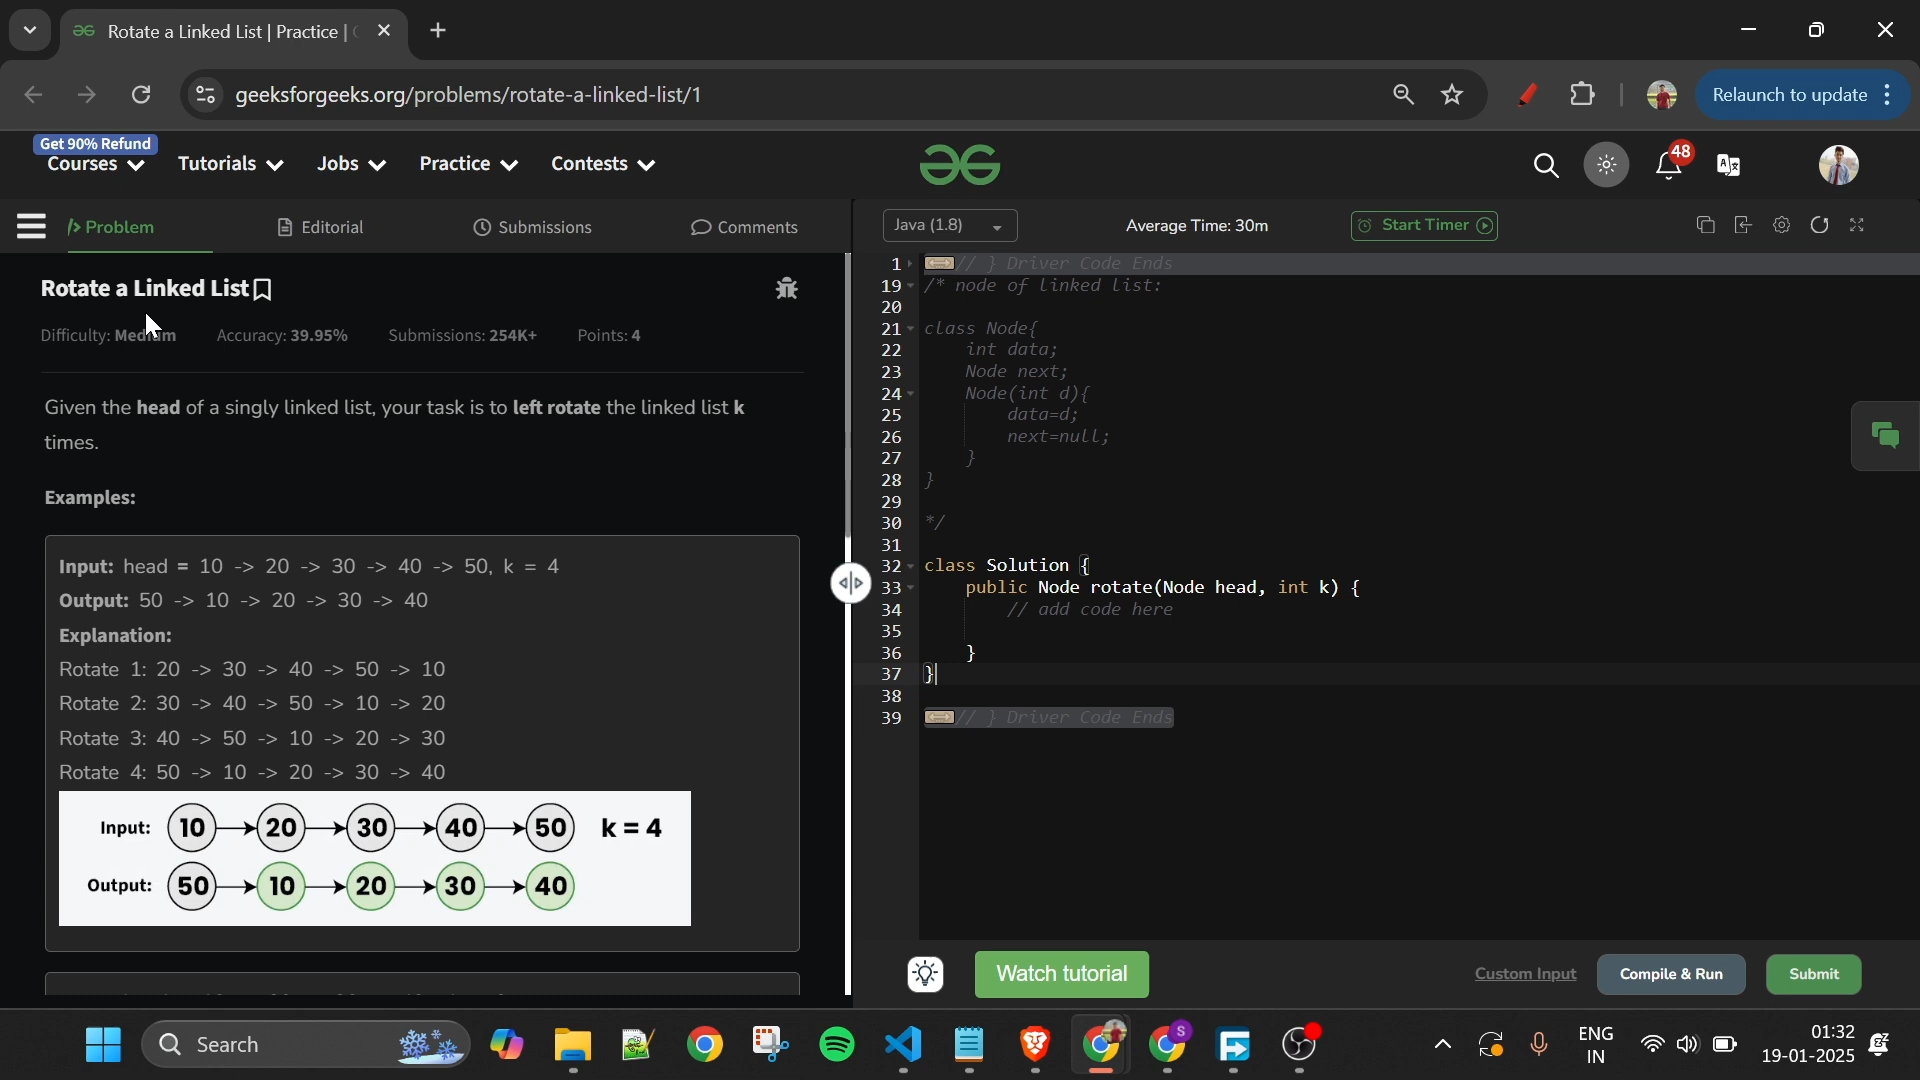 Rotate a Linked List | Practice |
geeksforgeeks.org/problems/rotate-a-linked-list/1
Relaunch to update
Get 90% Refund
Courses
Tutorials
Jobs
Practice
Contests
48
Problem
Editorial
Submissions
Comments
Java (1.8)
Average Time: 30m
Start Timer
Rotate a Linked List
Difficulty: Medium
Accuracy: 39.95%
Submissions: 254K+
Points: 4
Given the head of a singly linked list, your task is to left rotate the linked list k
times.
Examples:
Input: head = 10 -> 20 -> 30 -> 40 -> 50, k = 4
Output: 50 -> 10 -> 20 -> 30 -> 40
Explanation:
Rotate 1: 20 -> 30 -> 40 -> 50 -> 10
Rotate 2: 30 -> 40 -> 50 -> 10 -> 20
Rotate 3: 40 -> 50 -> 10 -> 20 -> 30
Rotate 4: 50 -> 10 -> 20 -> 30 -> 40
Input: 10 20 30 40 50 k = 4
Output: 50 10 20 30 40
1 // } Driver Code Ends
19 /* node of linked list:
20
21 class Node{
22 int data;
23 Node next;
24 Node(int d){
25 data=d;
26 next=null;
27 }
28 }
29
30 */
31
32 class Solution {
33 public Node rotate(Node head, int k) {
34 // add code here
35
36 }
37 }
38
39 // } Driver Code Ends
Watch tutorial
Custom Input
Compile & Run
Submit
Search
S
ENG
IN
01:32
19-01-2025